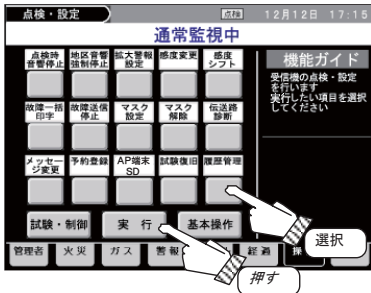 点検・設定
点検
12月12日 17:15
通常監視中
点検時
音響停止
地区音響
強制停止
拡大警報
設定
感度変更
感度
シフト
故障一括
印字
故障送信
停止
マスク
設定
マスク
解除
伝送路
診断
メッセー
ジ変更
予約登録
AP端末
SD
試験復旧
履歴管理
機能ガイド
受信機の点検・設定
を行います
実行したい項目を選択
してください
試験・制御
実 行
基本操作
選択
管理者
火 災
ガ ス
警 報
経 過
操
押す